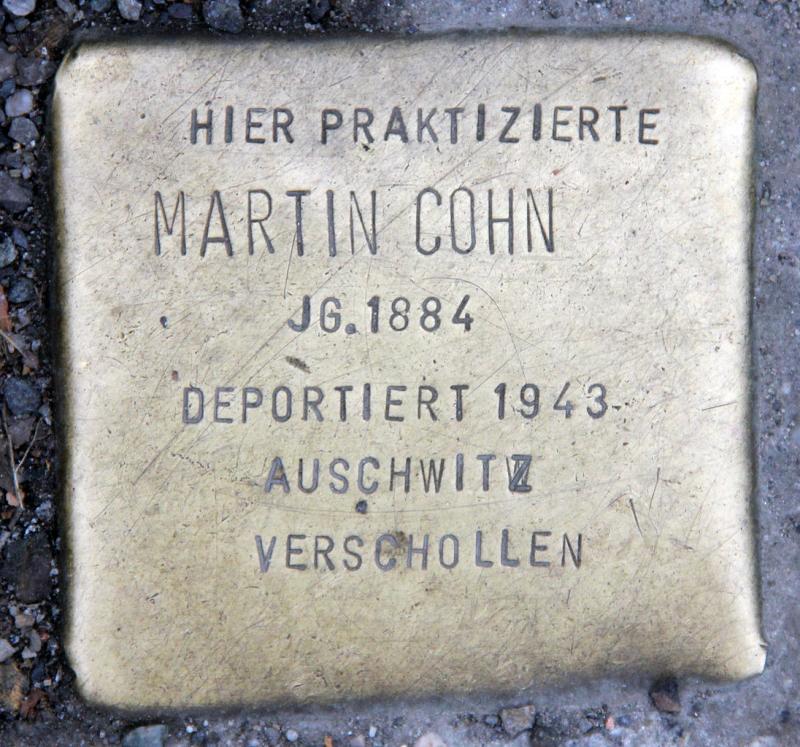 HIER PRAKTIZIERTE
MARTIN COHN
JG.1884
DEPORTIERT 1943
AUSCHWITZ
VERSCHOLLEN